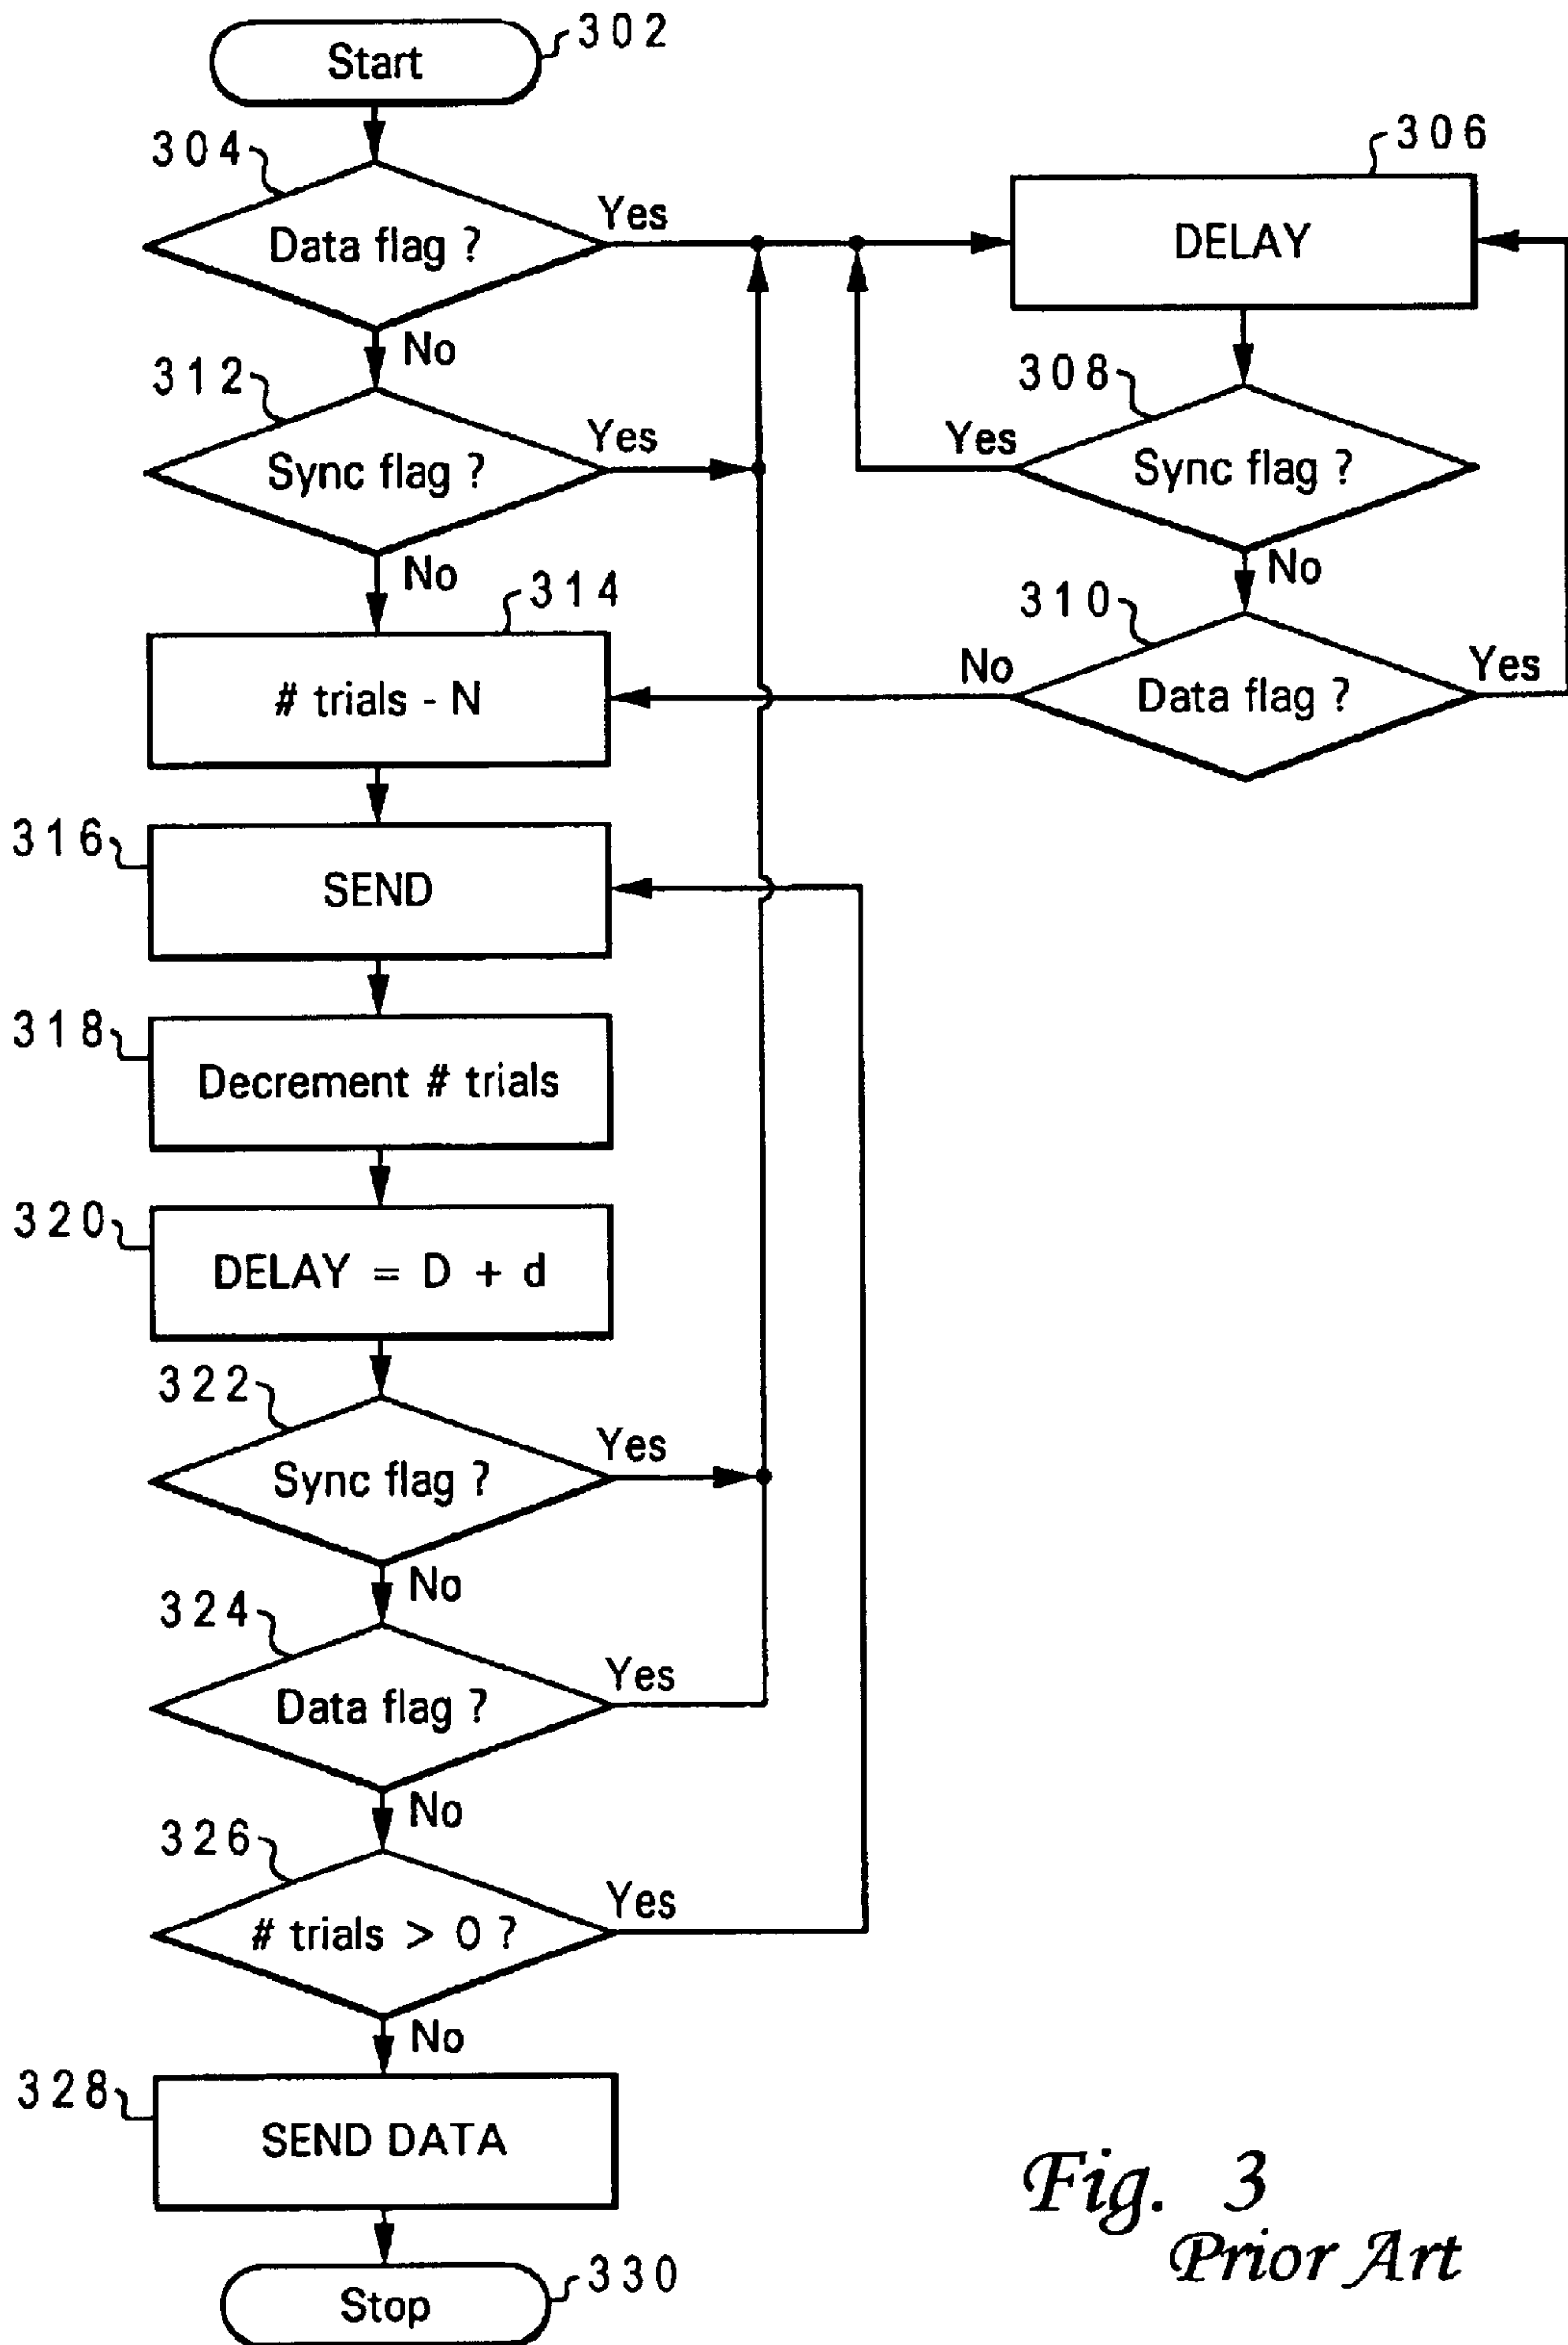 302
Start
304
306
Data flag ?
Yes
DELAY
No
312
308
Sync flag ?
Yes
Yes
Sync flag ?
No
No
314
310
# trials - N
No
Data flag ?
Yes
316
SEND
318
Decrement # trials
320
DELAY = D + d
322
Sync flag ?
Yes
No
324
Data flag ?
Yes
No
326
# trials > 0 ?
Yes
No
328
SEND DATA
330
Stop
Fig. 3
Prior Art